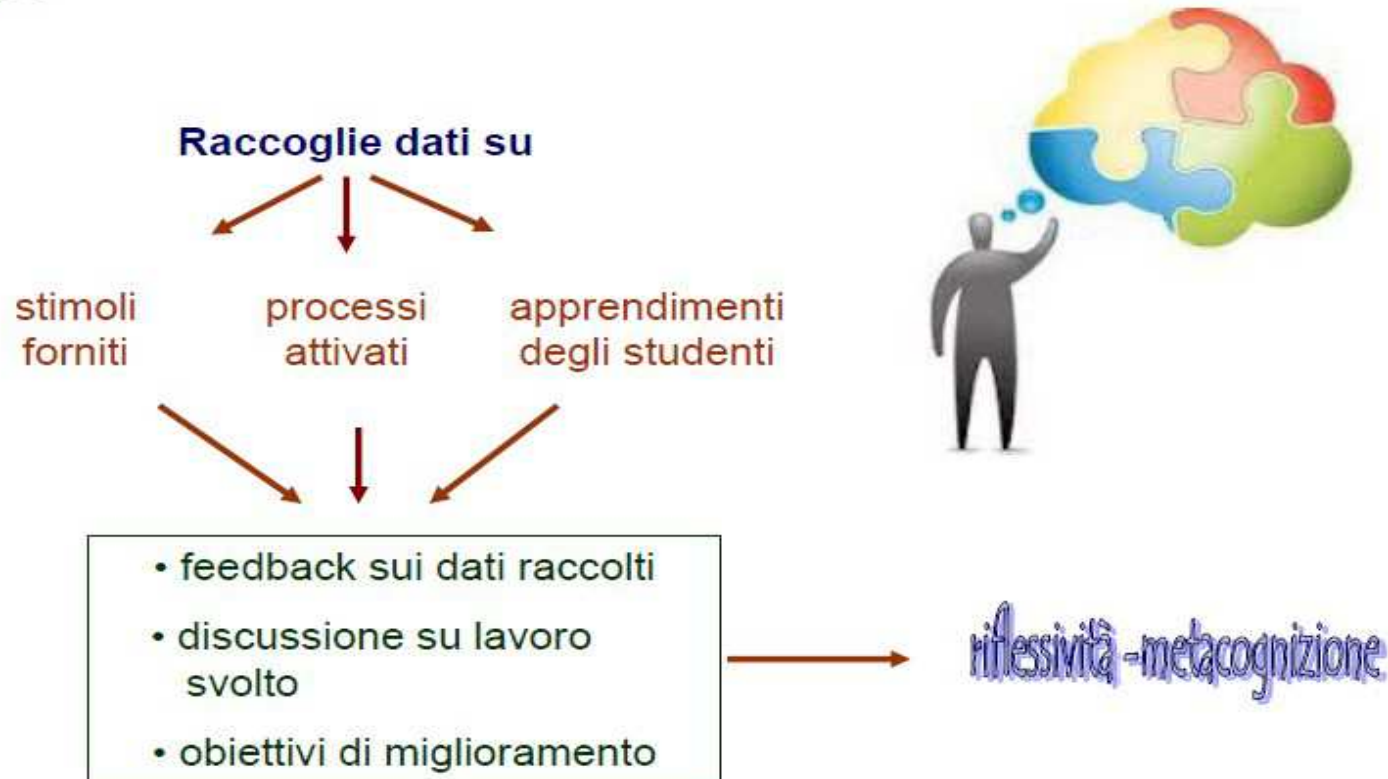 Raccoglie dati su
stimoli
forniti
processi
attivati
apprendimenti
degli studenti
• feedback sui dati raccolti
• discussione su lavoro
svolto
• obiettivi di miglioramento
riflessività -metacognizione